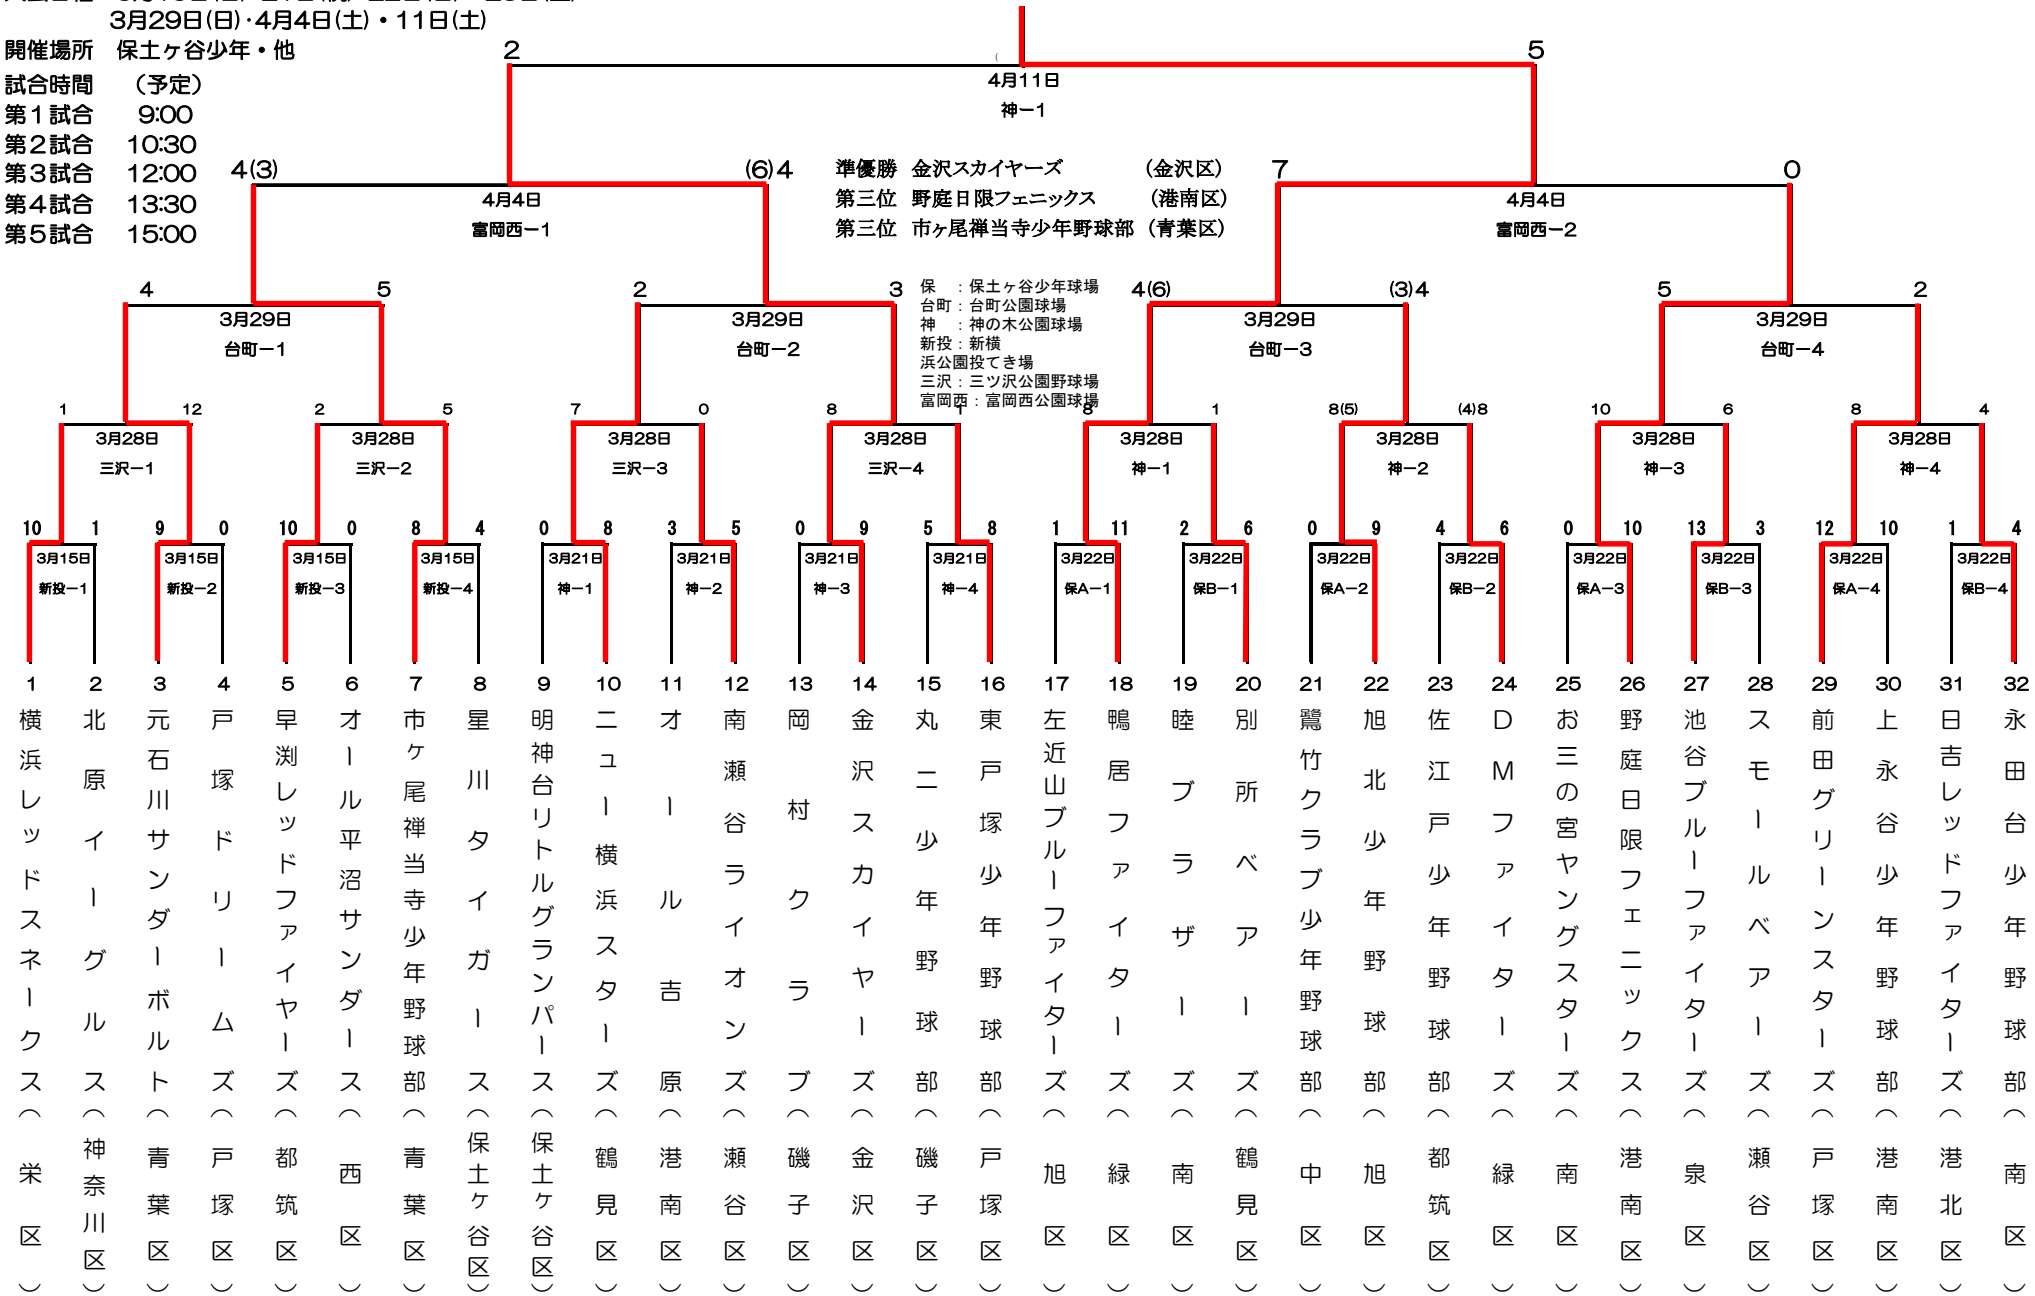 3月29日(日)・4月4日(土)・11日(土)
開催場所 保土ヶ谷少年・他
試合時間 （予定）
第1試合 9:00
第2試合 10:30
第3試合 12:00
第4試合 13:30
第5試合 15:00
2 5
4月11日
神ー1
4(3) (6)4 7 0
4月4日 4月4日
富岡西ー1 富岡西ー2
準優勝 金沢スカイヤーズ （金沢区）
第三位 野庭日限フェニックス （港南区）
第三位 市ヶ尾禅当寺少年野球部 （青葉区）
保 ：保土ヶ谷少年球場
台町：台町公園球場
神 ：神の木公園球場
新投：新横
浜公園投てき場
三沢：三ツ沢公園野球場
富岡西：富岡西公園球場
4 5 2 3 4(6) (3)4 5 2
3月29日 3月29日 3月29日 3月29日
台町ー1 台町ー2 台町ー3 台町ー4
1 12 2 5 7 0 8 1 8 1 8(5) (4)8 10 6 8 4
3月28日 3月28日 3月28日 3月28日 3月28日 3月28日 3月28日 3月28日
三沢ー1 三沢ー2 三沢ー3 三沢ー4 神ー1 神ー2 神ー3 神ー4
10 1 9 0 10 0 8 4 0 8 3 5 0 9 5 8 1 11 2 6 0 9 4 6 0 10 13 3 12 10 1 4
3月15日 3月15日 3月15日 3月15日 3月21日 3月21日 3月21日 3月21日 3月22日 3月22日 3月22日 3月22日 3月22日 3月22日 3月22日 3月22日
新投ー1 新投ー2 新投ー3 新投ー4 神ー1 神ー2 神ー3 神ー4 保Aー1 保Bー1 保Aー2 保Bー2 保Aー3 保Bー3 保Aー4 保Bー4
1 横浜レッドスネークス（栄区）
2 北原イーグルス（神奈川区）
3 元石川サンダーボルト（青葉区）
4 戸塚ドリームズ（戸塚区）
5 早渕レッドファイヤーズ（都筑区）
6 オール平沼サンダース（西区）
7 市ヶ尾禅当寺少年野球部（青葉区）
8 星川タイガース（保土ヶ谷区）
9 明神台リトルグランパース（保土ヶ谷区）
10 ニュー横浜スターズ（鶴見区）
11 オール吉原（港南区）
12 南瀬谷ライオンズ（瀬谷区）
13 岡村クラブ（磯子区）
14 金沢スカイヤーズ（金沢区）
15 丸二少年野球部（磯子区）
16 東戸塚少年野球部（戸塚区）
17 左近山ブルーファイターズ（旭区）
18 鴨居ファイターズ（緑区）
19 睦ブラザーズ（南区）
20 別所ベアーズ（鶴見区）
21 鷺竹クラブ少年野球部（中区）
22 旭北少年野球部（旭区）
23 佐江戸少年野球部（都筑区）
24 DMファイターズ（緑区）
25 お三の宮ヤングスターズ（南区）
26 野庭日限フェニックス（港南区）
27 池谷ブルーファイターズ（泉区）
28 スモールベアーズ（瀬谷区）
29 前田グリーンスターズ（戸塚区）
30 上永谷少年野球部（港南区）
31 日吉レッドファイターズ（港北区）
32 永田台少年野球部（南区）